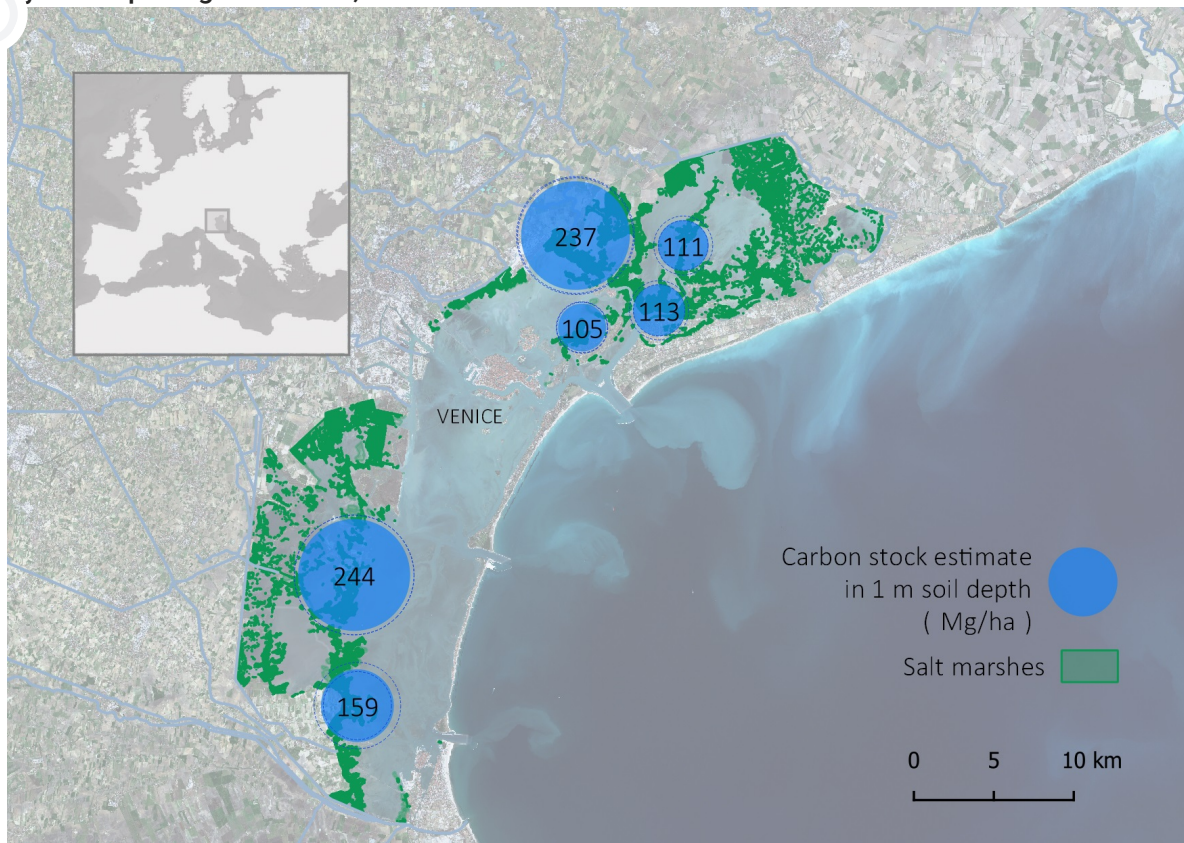 237
111
113
105
VENICE
244
159
Carbon stock estimate
in 1 m soil depth
( Mg/ha )
Salt marshes
0 5 10 km